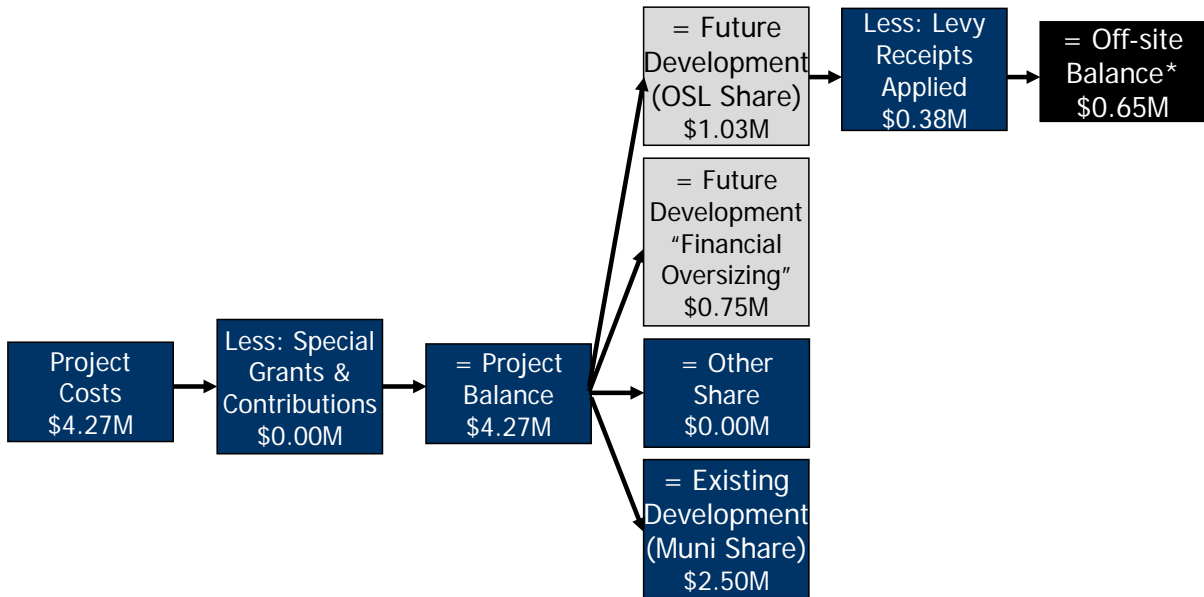 Project
Costs
$4.27M
Less: Special
Grants &
Contributions
$0.00M
= Project
Balance
$4.27M
= Future
Development
(OSL Share)
$1.03M
Less: Levy
Receipts
Applied
$0.38M
= Off-site
Balance*
$0.65M
= Future
Development
“Financial
Oversizing”
$0.75M
= Other
Share
$0.00M
= Existing
Development
(Muni Share)
$2.50M